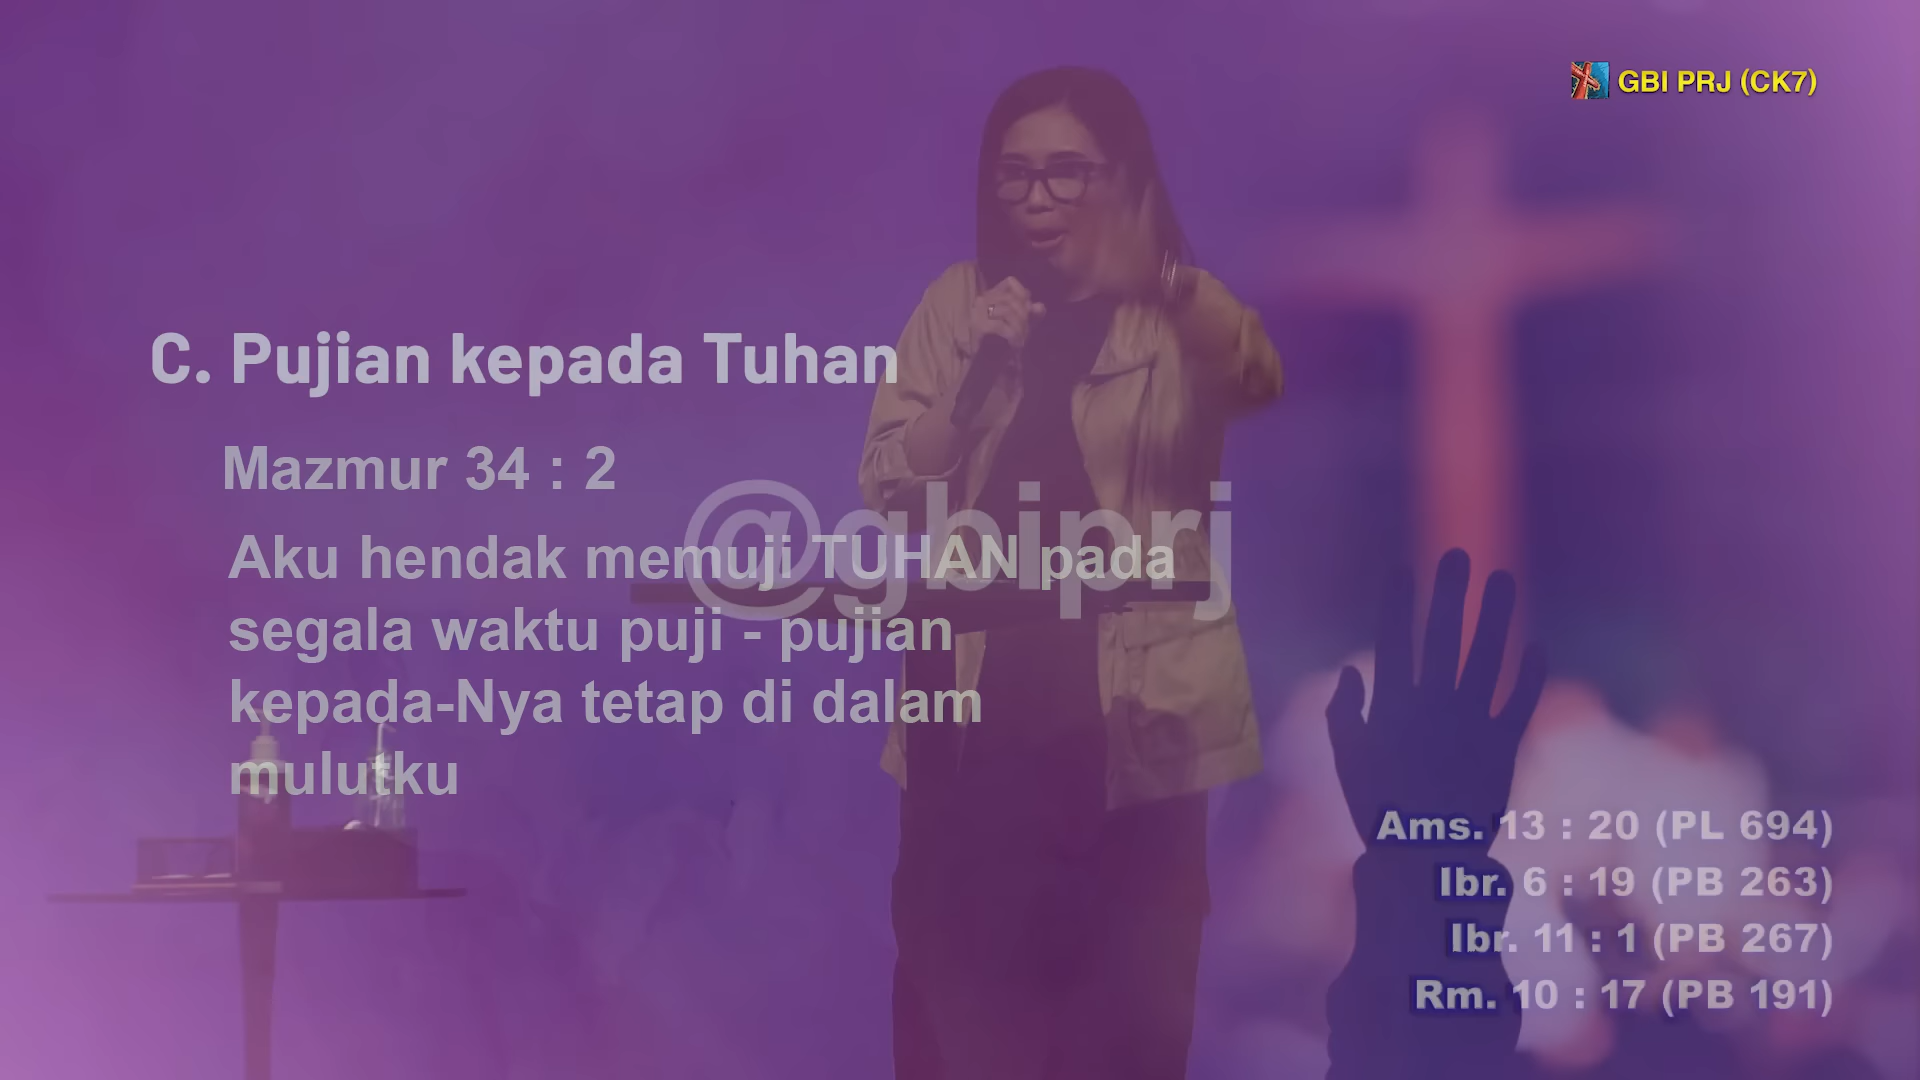 GBI PRJ (CK7)
C. Pujian kepada Tuhan
Mazmur 34 : 2
@gbiprj
Aku hendak memuji TUHAN pada
segala waktu puji - pujian
kepada-Nya tetap di dalam
mulutku
Ams. 13 : 20 (PL 694)
Ibr. 6 : 19 (PB 263)
Ibr. 11 : 1 (PB 267)
Rm. 10 : 17 (PB 191)